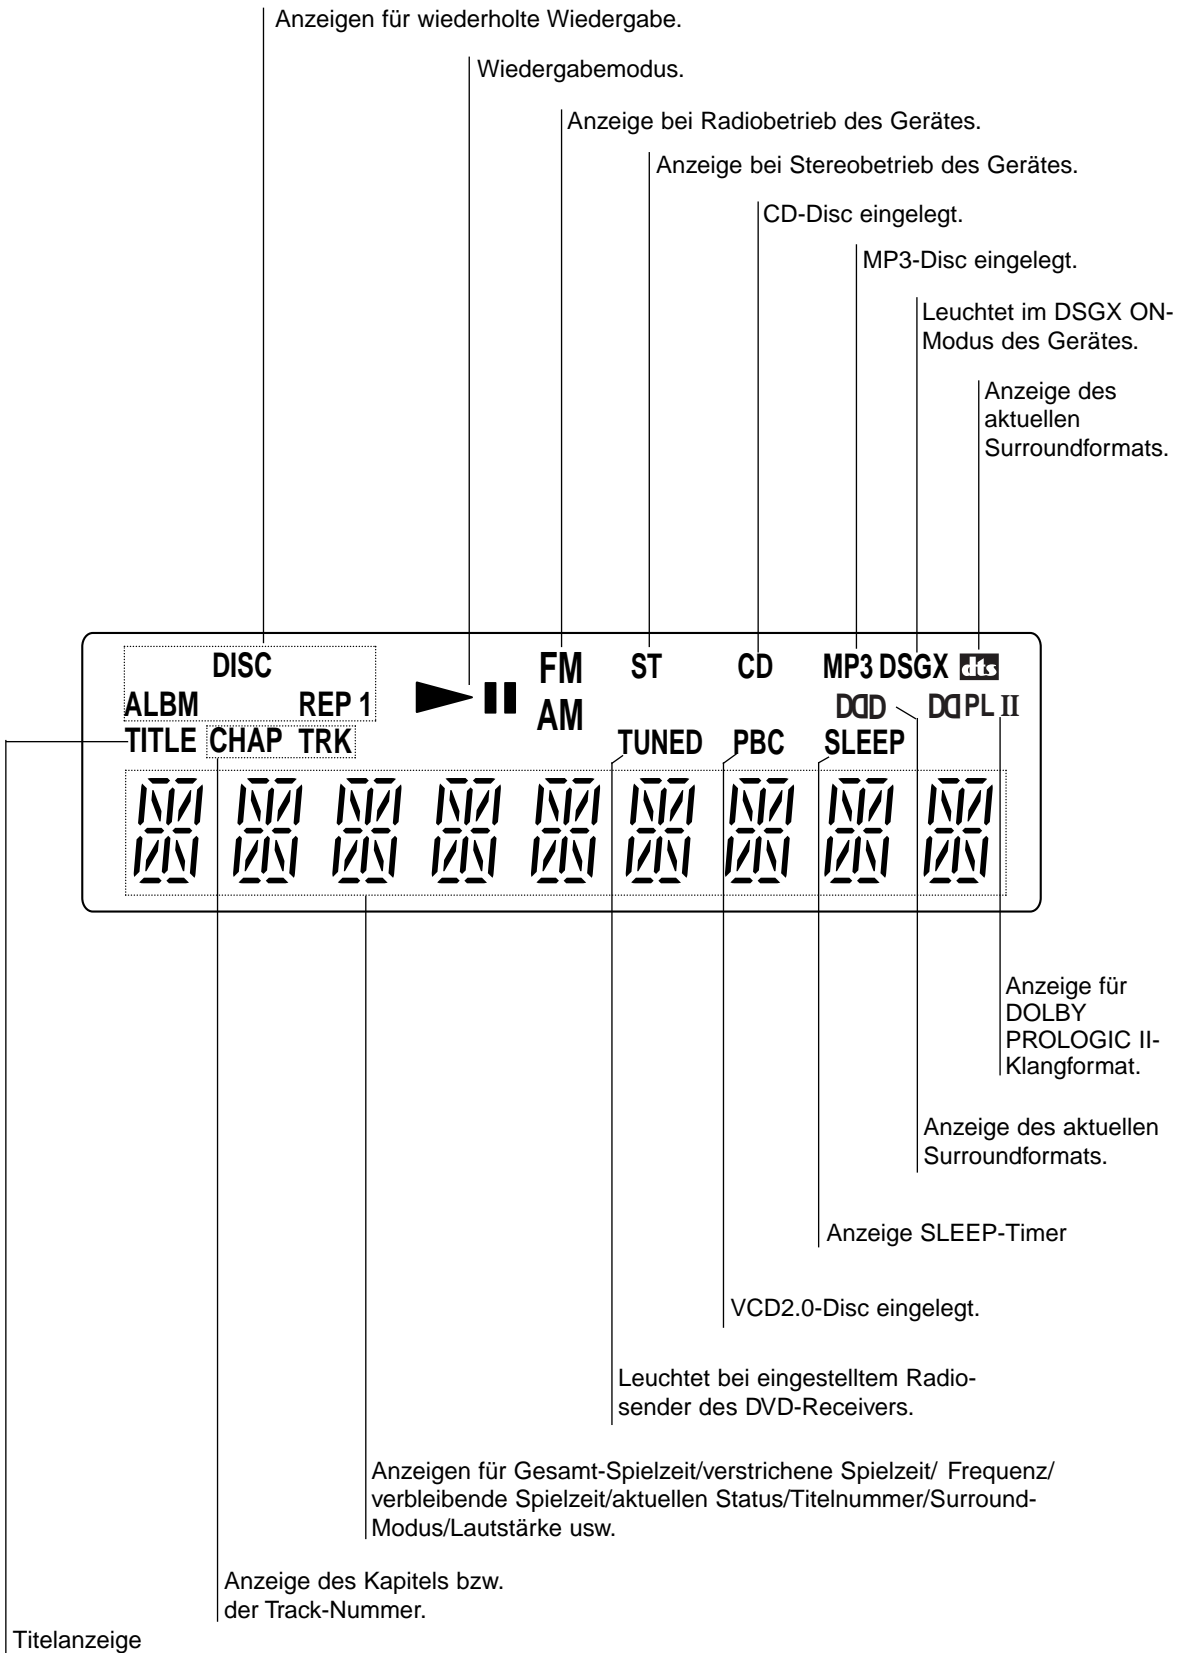 Anzeigen für wiederholte Wiedergabe.
Wiedergabemodus.
Anzeige bei Radiobetrieb des Gerätes.
Anzeige bei Stereobetrieb des Gerätes.
CD-Disc eingelegt.
MP3-Disc eingelegt.
Leuchtet im DSGX ON-
Modus des Gerätes.
Anzeige des
aktuellen
Surroundformats.
DISC FM ST CD MP3 DSGX dts
ALBM REP 1 AM D PL II
TITLE CHAP TRK TUNED PBC SLEEP
Anzeige für
DOLBY
PROLOGIC II-
Klangformat.
Anzeige des aktuellen
Surroundformats.
Anzeige SLEEP-Timer
VCD2.0-Disc eingelegt.
Leuchtet bei eingestelltem Radio-
sender des DVD-Receivers.
Anzeigen für Gesamt-Spielzeit/verstrichene Spielzeit/ Frequenz/
verbleibende Spielzeit/aktuellen Status/Titelnummer/Surround-
Modus/Lautstärke usw.
Anzeige des Kapitels bzw.
der Track-Nummer.
Titelanzeige